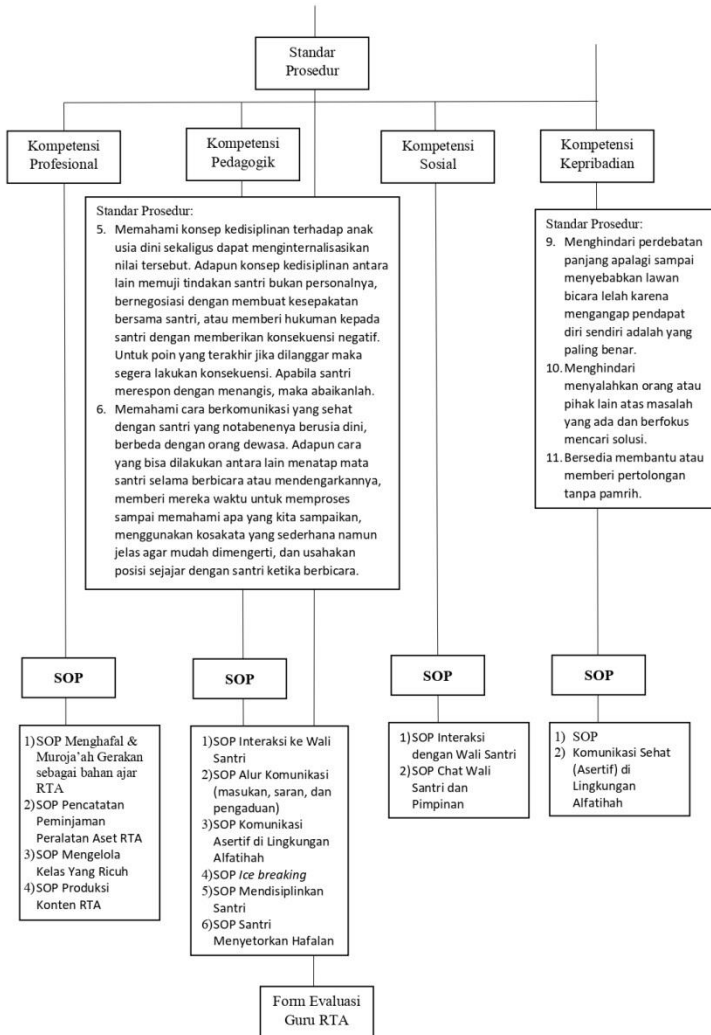 Standar
Prosedur
Kompetensi
Profesional
Kompetensi
Pedagogik
Kompetensi
Sosial
Kompetensi
Kepribadian
Standar Prosedur:
5. Memahami konsep kedisiplinan terhadap anak
usia dini sekaligus dapat menginternalisasikan
nilai tersebut. Adapun konsep kedisiplinan antara
lain memuji tindakan santri bukan personalnya,
bernegosiasi dengan membuat kesepakatan
bersama santri, atau memberi hukuman kepada
santri dengan memberikan konsekuensi negatif.
Untuk poin yang terakhir jika dilanggar maka
segera lakukan konsekuensi. Apabila santri
merespon dengan menangis, maka abaikanlah.
6. Memahami cara berkomunikasi yang sehat
dengan santri yang notabenenya berusia dini,
berbeda dengan orang dewasa. Adapun cara
yang bisa dilakukan antara lain menatap mata
santri selama berbicara atau mendengarkannya,
memberi mereka waktu untuk memproses
sampai memahami apa yang kita sampaikan,
menggunakan kosakata yang sederhana namun
jelas agar mudah dimengerti, dan usahakan
posisi sejajar dengan santri ketika berbicara.
Standar Prosedur:
9. Menghindari perdebatan
panjang apalagi sampai
menyebabkan lawan
bicara lelah karena
mengangap pendapat
diri sendiri adalah yang
paling benar.
10. Menghindari
menyalahkan orang atau
pihak lain atas masalah
yang ada dan berfokus
mencari solusi.
11. Bersedia membantu atau
memberi pertolongan
tanpa pamrih.
SOP
SOP
SOP
SOP
1) SOP Menghafal &
Muroja'ah Gerakan
sebagai bahan ajar
RTA
2) SOP Pencatatan
Peminjaman
Peralatan Aset RTA
3) SOP Mengelola
Kelas Yang Ricuh
4) SOP Produksi
Konten RTA
1) SOP Interaksi ke Wali
Santri
2) SOP Alur Komunikasi
(masukan, saran, dan
pengaduan)
3) SOP Komunikasi
Asertif di Lingkungan
Alfatihah
4) SOP Ice breaking
5) SOP Mendisiplinkan
Santri
6) SOP Santri
Menyetorkan Hafalan
1) SOP Interaksi
dengan Wali Santri
2) SOP Chat Wali
Santri dan
Pimpinan
1) SOP
2) Komunikasi Sehat
(Asertif) di
Lingkungan
Alfatihah
Form Evaluasi
Guru RTA